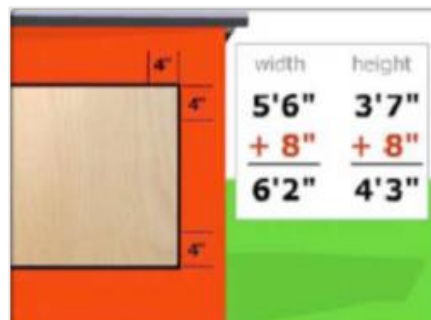 4"
4"
4"
width height
5'6" 3'7"
+ 8" + 8"
6'2" 4'3"